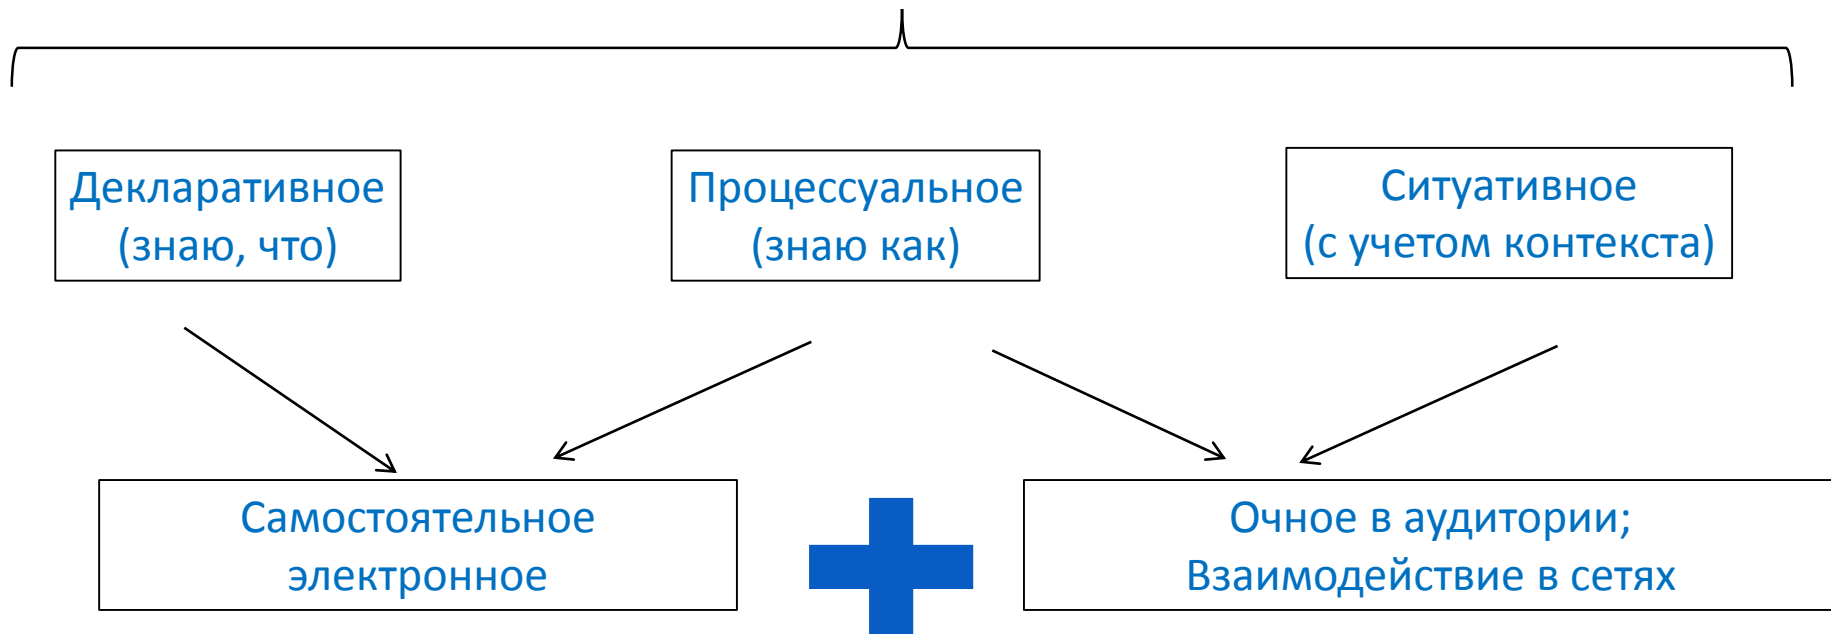 Декларативное
(знаю, что)
Процессуальное
(знаю как)
Ситуативное
(с учетом контекста)
Самостоятельное
электронное
Очное в аудитории;
Взаимодействие в сетях